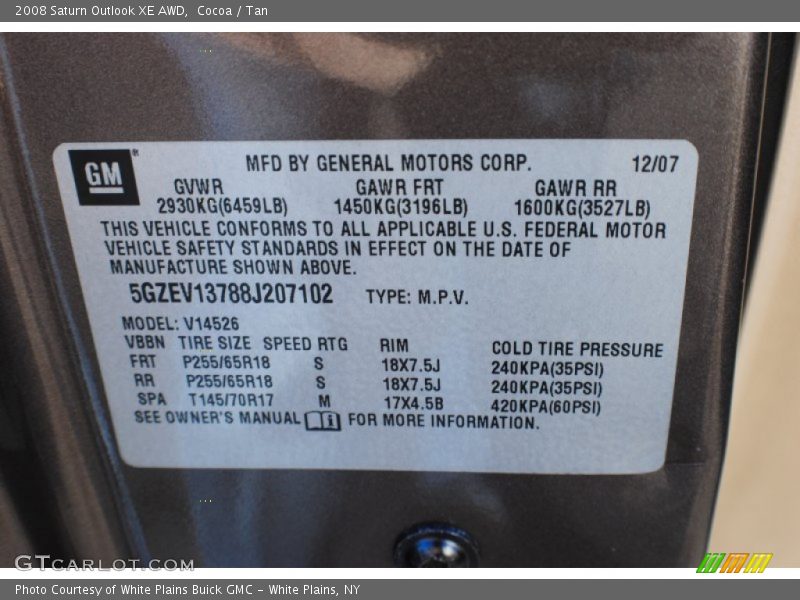 2008 Saturn Outlook XE AWD,  Cocoa / Tan
GM
MFD BY GENERAL MOTORS CORP. 12/07
GVWR GAWR FRT GAWR RR
2930KG(6459LB) 1450KG(3196LB) 1600KG(3527LB)
THIS VEHICLE CONFORMS TO ALL APPLICABLE U.S. FEDERAL MOTOR
VEHICLE SAFETY STANDARDS IN EFFECT ON THE DATE OF
MANUFACTURE SHOWN ABOVE.
5GZEV13788J207102 TYPE: M.P.V.
MODEL: V14526
VBBN TIRE SIZE SPEED RTG RIM COLD TIRE PRESSURE
FRT P255/65R18 S 18X7.5J 240KPA(35PSI)
RR P255/65R18 S 18X7.5J 240KPA(35PSI)
SPA T145/70R17 M 17X4.5B 420KPA(60PSI)
SEE OWNER'S MANUAL FOR MORE INFORMATION.
GTCARLOT.COM
Photo Courtesy of White Plains Buick GMC - White Plains, NY